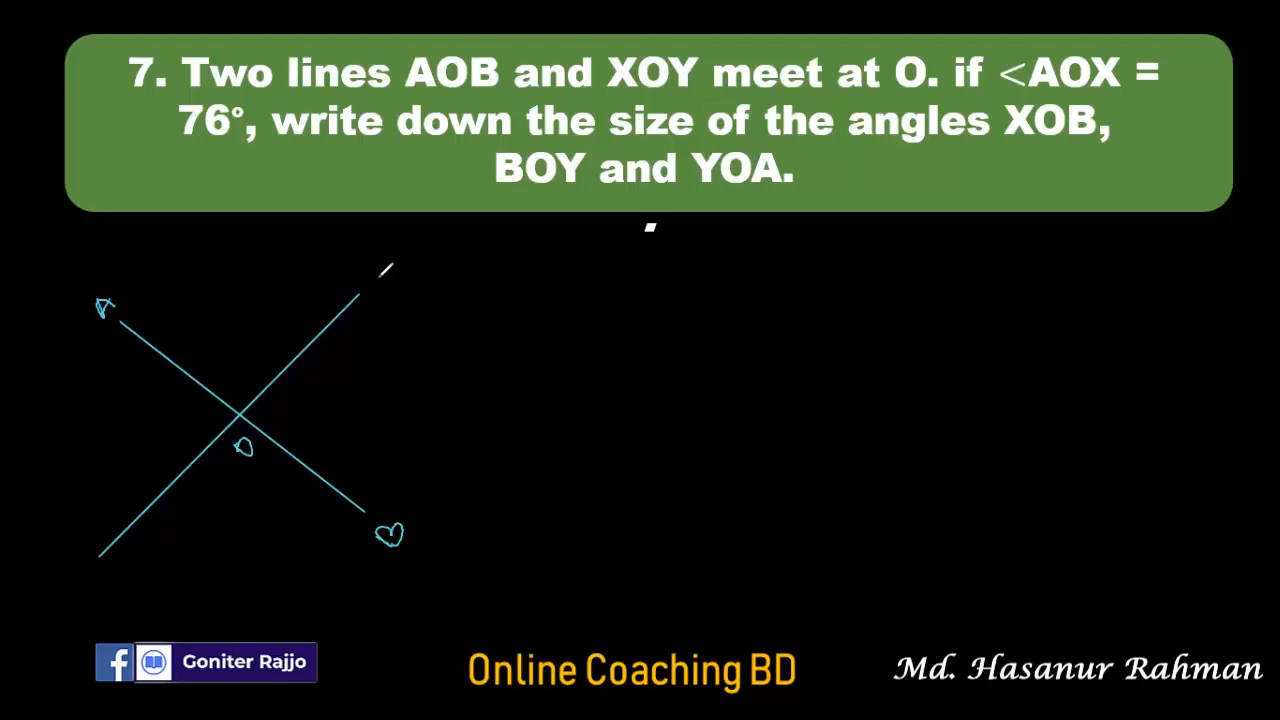 7. Two lines AOB and XOY meet at O. if <AOX =
76°, write down the size of the angles XOB,
BOY and YOA.
.
A
O
B
f Goniter Rajjo
Online Coaching BD
Md. Hasanur Rahman